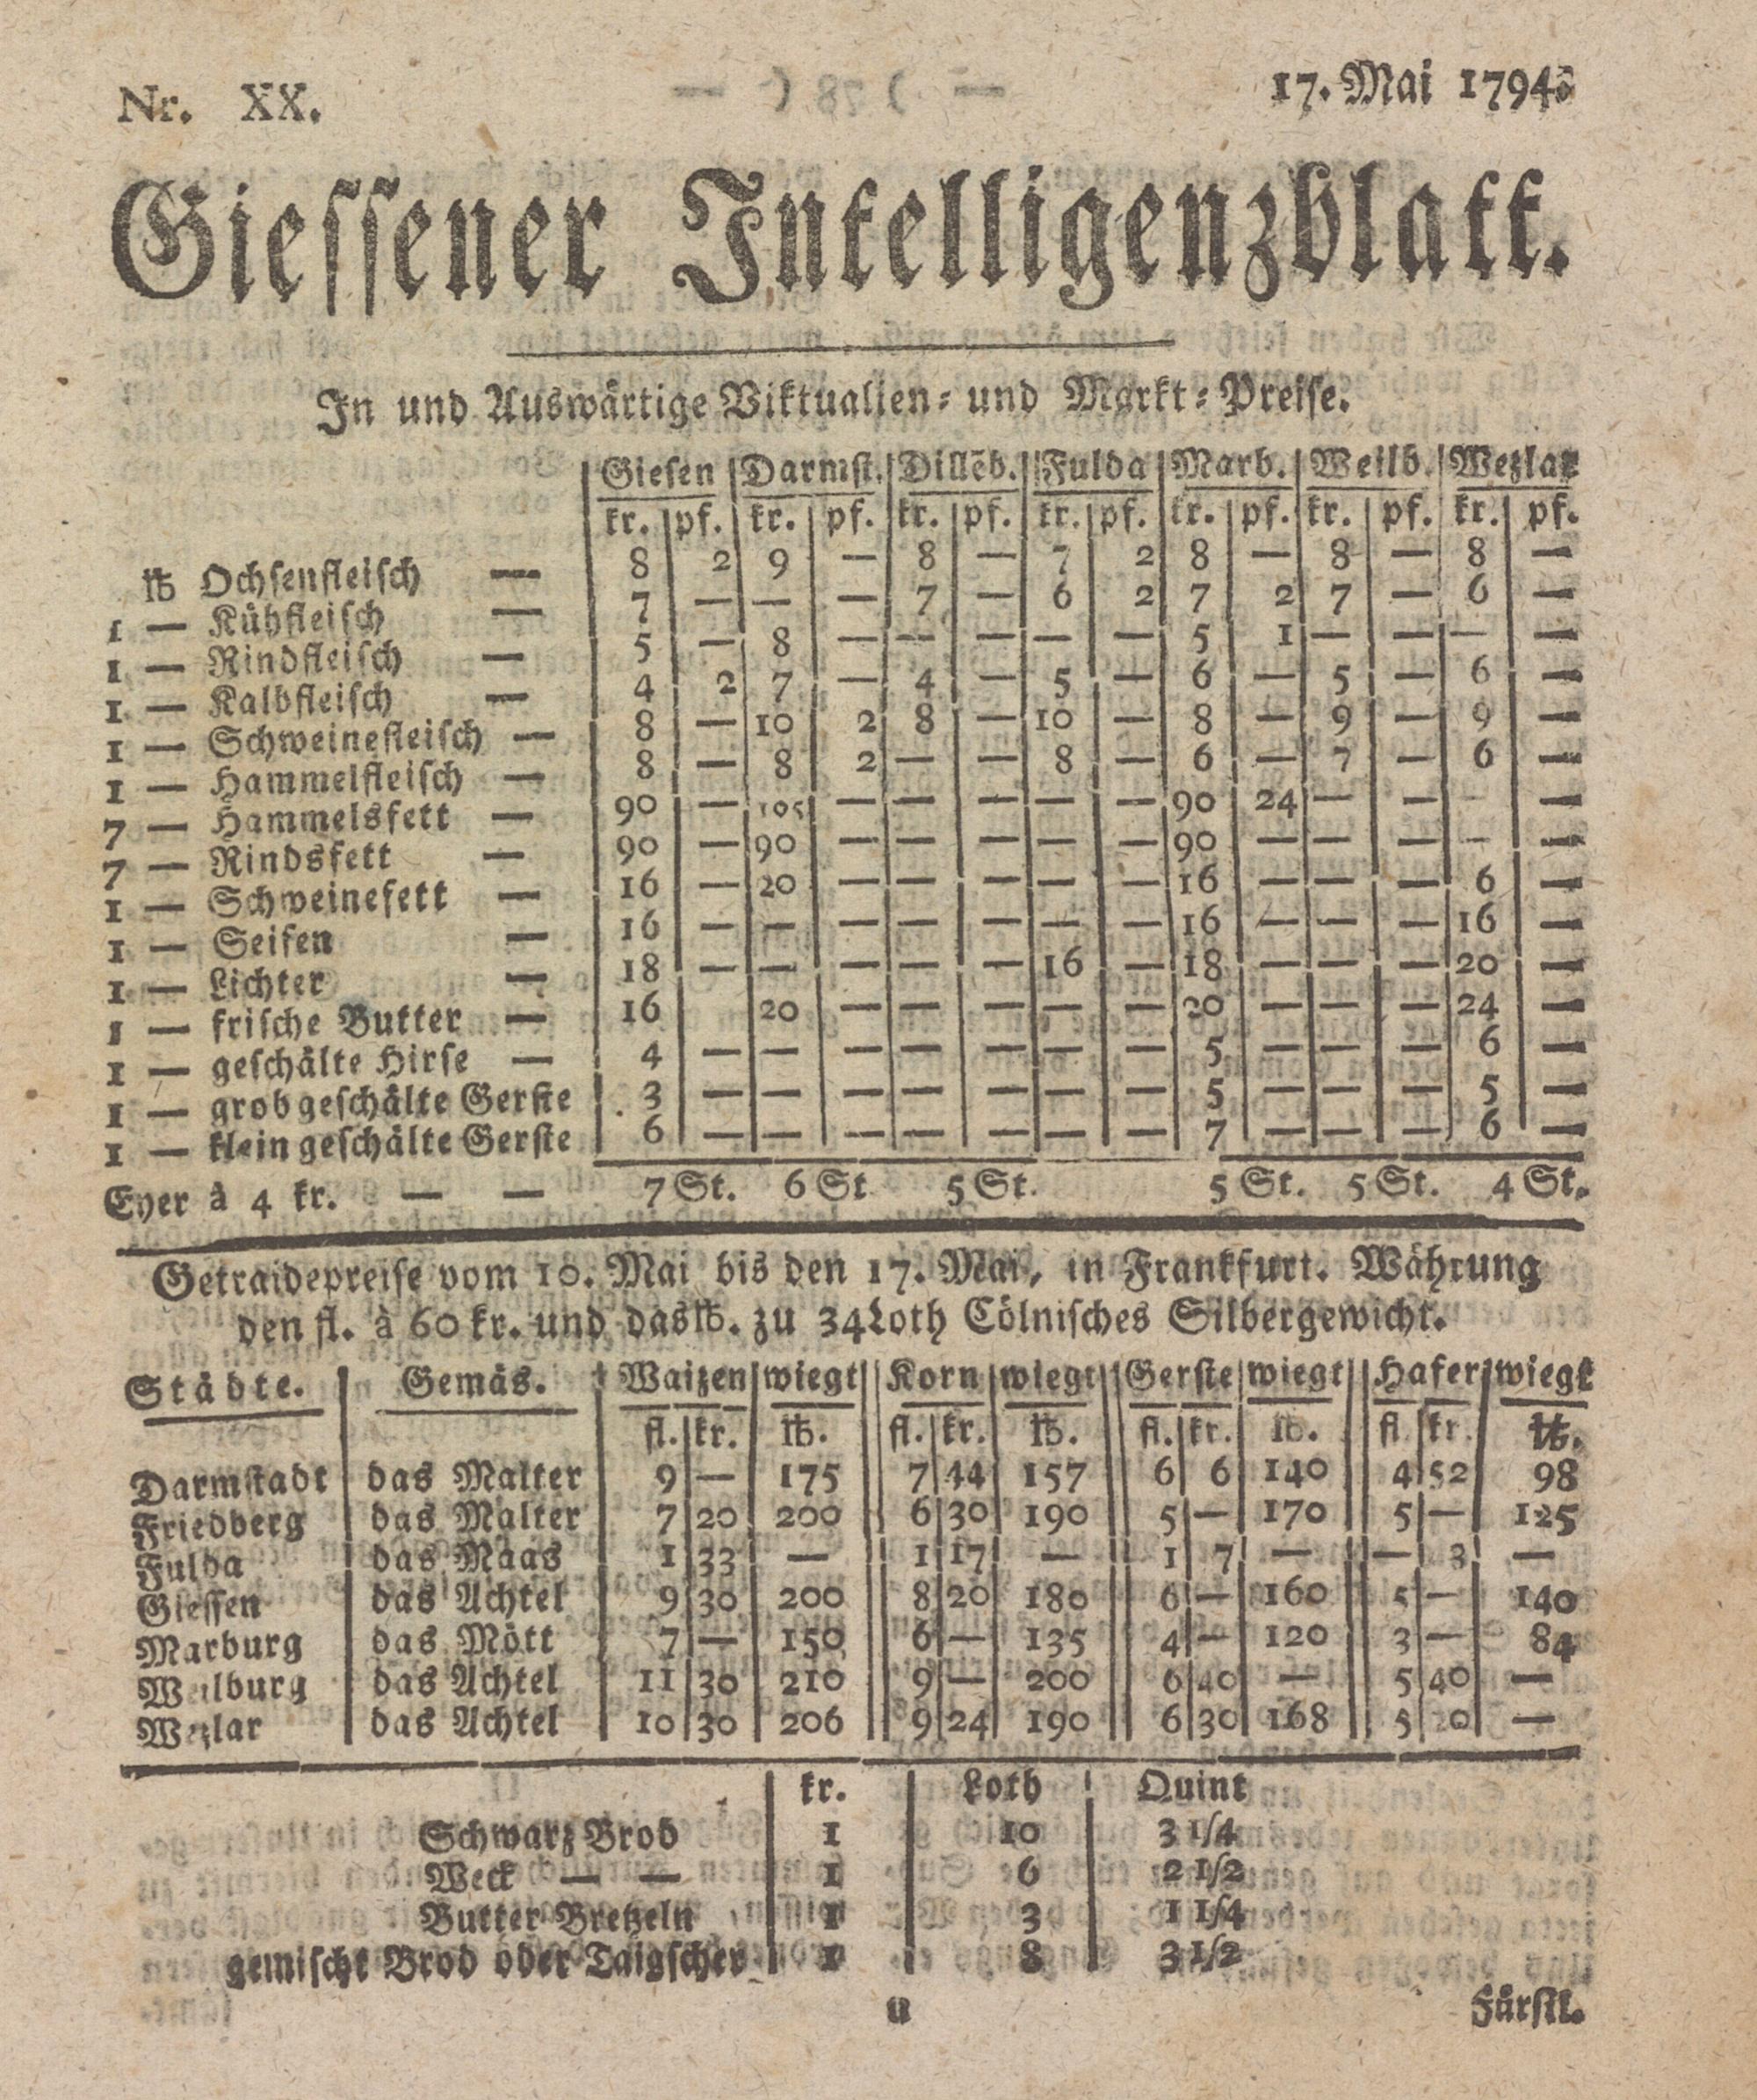 Nr. XX.
17. Mai 1794.
Giessener Intelligenzblatt.
In und Auswärtige Viktualien- und Markt-Preise.
Giesen Darmst. Dillēb. Fulda Marb. Weilb. Wezlar
kr. pf. kr. pf. kr. pf. kr. pf. kr. pf. kr. pf. kr. pf.
℔ Ochsenfleisch — 8 2 9 — 8 — 7 2 8 — 8 — 8 —
1 — Kühfleisch — 7 — — — 7 — 6 2 7 2 7 — 6 —
1 — Rindfleisch — 5 — 8 — — — — — 5 1 — — — —
1 — Kalbfleisch — 4 2 7 — 4 — 5 — 6 — 5 — 6 —
1 — Schweinefleisch — 8 — 10 2 8 — 10 — 8 — 9 — 9 —
1 — Hammelfleisch — 8 — 8 2 — — 8 — 6 — 7 — 6 —
7 — Hammelsfett — 90 — 105 — — — — — 90 24 — — — —
7 — Rindsfett — 90 — 90 — — — — — 90 — — — — —
1 — Schweinefett — 16 — 20 — — — — — 16 — — — 6 —
1 — Seifen — 16 — — — — — — — 16 — — — 16 —
1 — Lichter — 18 — — — — — 16 — 18 — — — 20 —
1 — frische Butter — 16 20 — — — — — 20 — — — 24 —
1 — geschälte Hirse — 4 — — — — — — — 5 — — — 6 —
1 — grob geschälte Gerste 3 — — — — — — — 5 — — — 5 —
1 — klein geschälte Gerste 6 — — — — — — — 7 — — — 6 —
Eyer à 4 kr. — — 7 St. 6 St 5 St. 5 St. 5 St. 4 St.
Getraidepreise vom 10. Mai bis den 17. Mai, in Frankfurt. Währung
den fl. à 60 kr. und das ℔. zu 34 Loth Cölnisches Silbergewicht.
Städte. Gemäs. Waizen wiegt Korn wiegt Gerste wiegt Hafer wiegt
fl. kr. ℔. fl. kr. ℔. fl. kr. ℔. fl kr. ℔.
Darmstadt das Malter 9 — 175 7 44 157 6 6 140 4 52 98
Friedberg das Malter 7 20 200 6 30 190 5 — 170 5 — 125
Fulda das Maas 1 33 — 1 17 — 1 7 — — 3 —
Giessen das Achtel 9 30 200 8 20 180 6 — 160 5 — 140
Marburg das Mött 7 — 150 6 — 135 4 — 120 3 — 84
Weilburg das Achtel 11 30 210 9 — 200 6 40 — 5 40 —
Wezlar das Achtel 10 30 206 9 24 190 6 30 168 5 —
kr. Loth Quint
Schwarz Brod 1 10 3 1/4
Weck — — 1 6 2 1/2
Butter Bretzeln 1 3 1 1/4
gemischt Brod oder Taigscher 1 8 3 1/2
u
Fürstl.